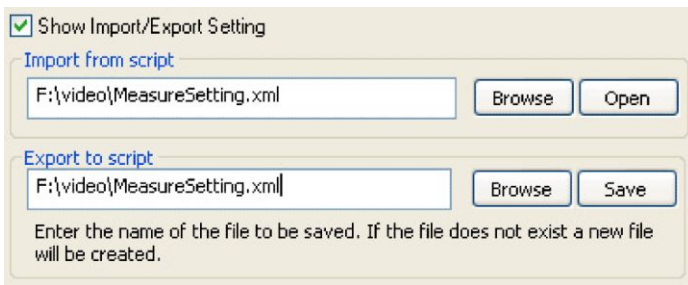 Show Import/Export Setting
Import from script
F:\video\MeasureSetting.xml
Browse
Open
Export to script
F:\video\MeasureSetting.xml
Browse
Save
Enter the name of the file to be saved. If the file does not exist a new file
will be created.